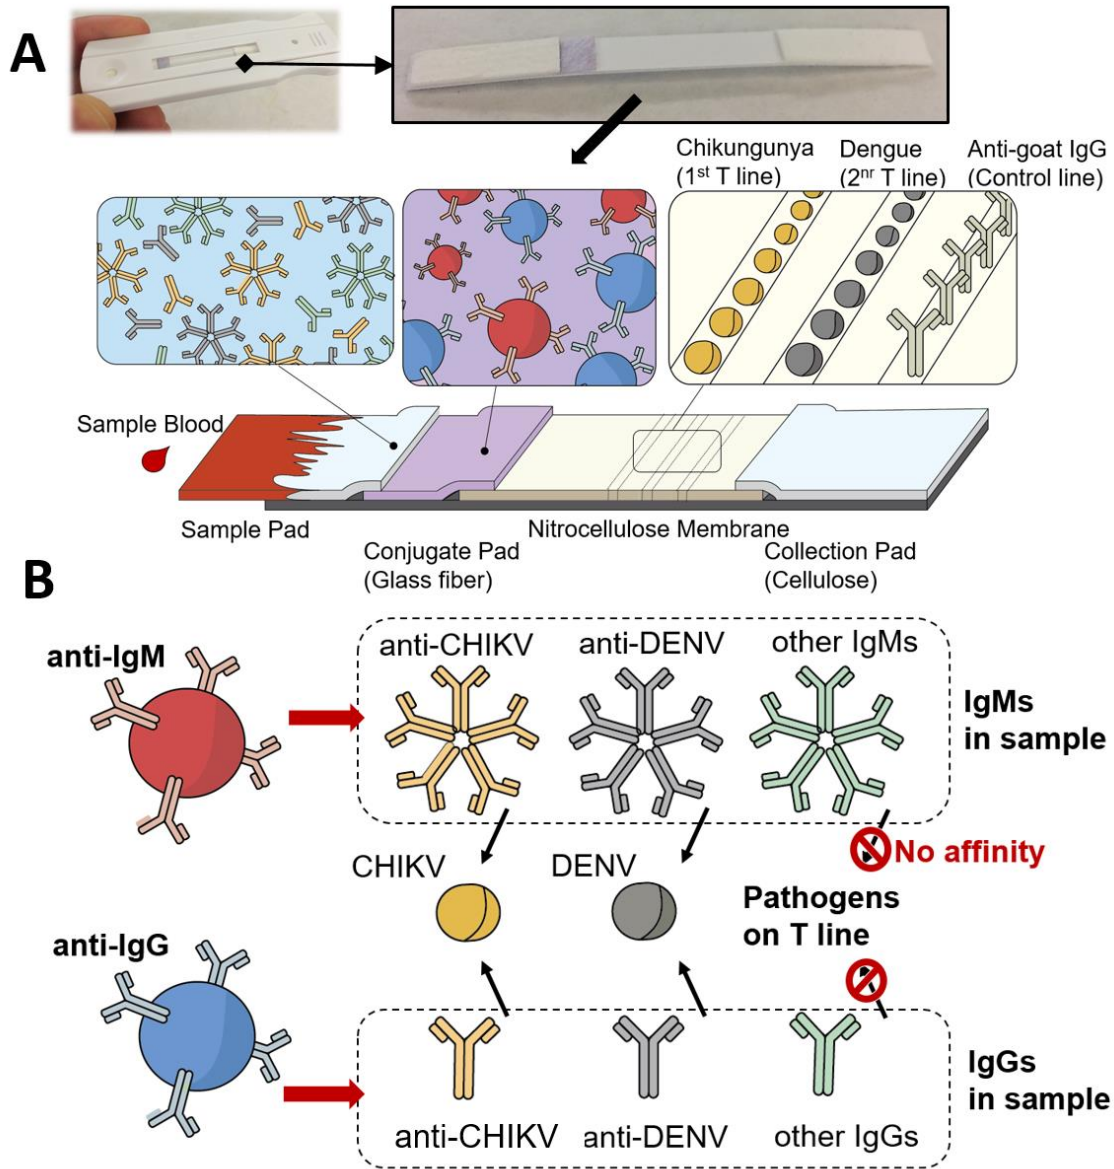 A
Chikungunya
(1st T line)
Dengue
(2nr T line)
Anti-goat IgG
(Control line)
Sample Blood
Sample Pad
Nitrocellulose Membrane
Conjugate Pad
(Glass fiber)
Collection Pad
(Cellulose)
B
anti-IgM
anti-CHIKV
anti-DENV
other IgMs
IgMs
in sample
No affinity
CHIKV
DENV
Pathogens
on T line
anti-IgG
IgGs
in sample
anti-CHIKV
anti-DENV
other IgGs